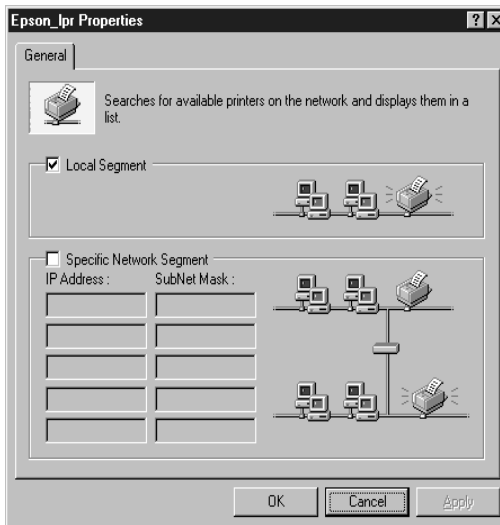 Epson_lpr Properties
General
Searches for available printers on the network and displays them in a
list.
Local Segment
Specific Network Segment
IP Address : SubNet Mask :
OK Cancel Apply